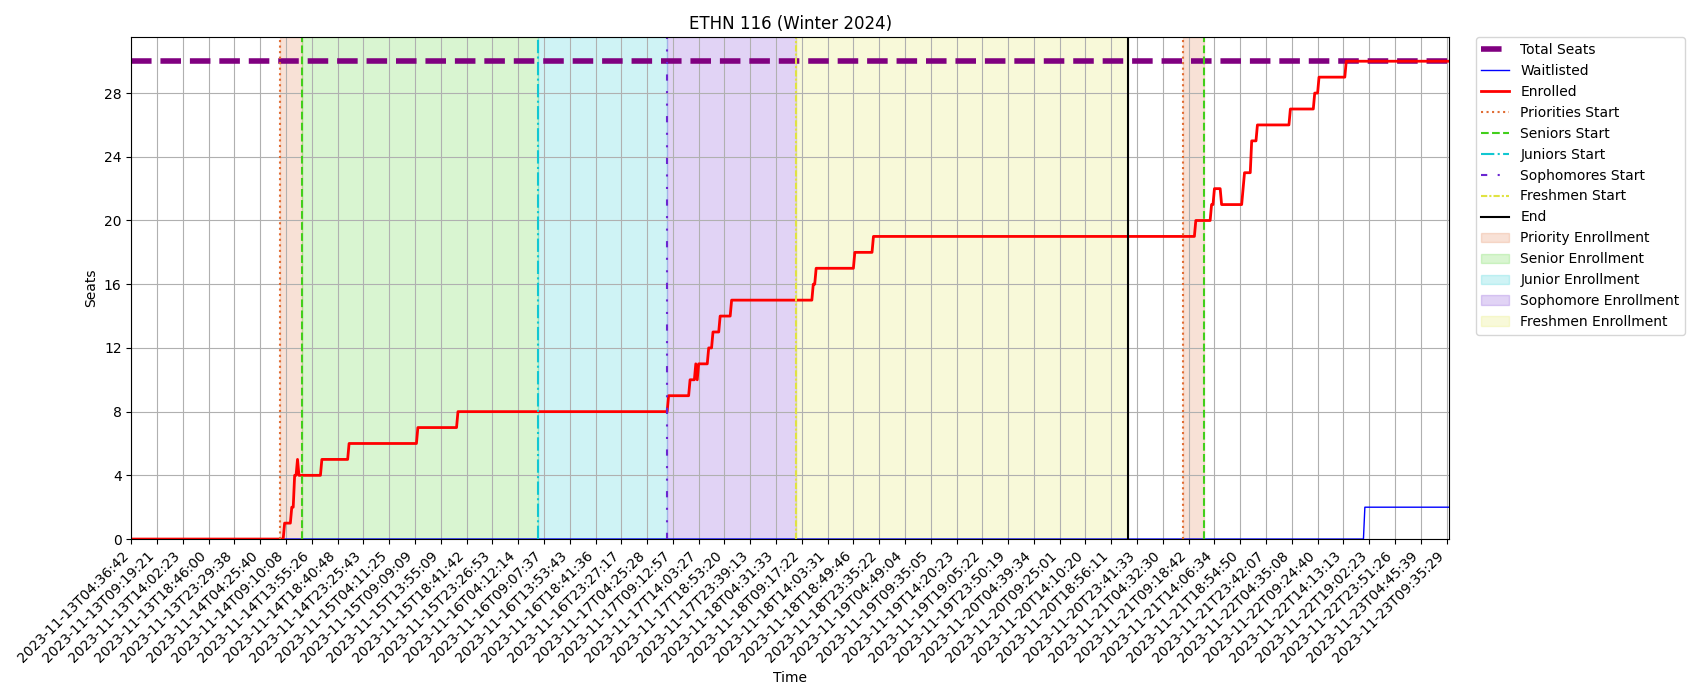 ETHN 116 (Winter 2024)
Seats
28
24
20
16
12
8
4
0
2023-11-13T04:36:42
2023-11-13T09:19:21
2023-11-13T14:02:23
2023-11-13T18:46:00
2023-11-13T23:29:38
2023-11-14T04:25:40
2023-11-14T09:10:08
2023-11-14T13:55:26
2023-11-14T18:40:48
2023-11-14T23:25:43
2023-11-15T04:11:25
2023-11-15T09:09:09
2023-11-15T13:55:09
2023-11-15T18:41:42
2023-11-15T23:26:53
2023-11-16T04:12:14
2023-11-16T09:07:37
2023-11-16T13:53:43
2023-11-16T18:41:36
2023-11-16T23:27:17
2023-11-17T04:25:28
2023-11-17T09:12:57
2023-11-17T14:03:27
2023-11-17T18:53:20
2023-11-17T23:39:13
2023-11-18T04:31:33
2023-11-18T09:17:22
2023-11-18T14:03:31
2023-11-18T18:49:46
2023-11-18T23:35:22
2023-11-19T04:49:04
2023-11-19T09:35:05
2023-11-19T14:20:23
2023-11-19T19:05:22
2023-11-19T23:50:19
2023-11-20T04:39:34
2023-11-20T09:25:01
2023-11-20T14:10:20
2023-11-20T18:56:11
2023-11-20T23:41:33
2023-11-21T04:32:30
2023-11-21T09:18:42
2023-11-21T14:06:34
2023-11-21T18:54:50
2023-11-21T23:42:07
2023-11-22T04:35:08
2023-11-22T09:24:40
2023-11-22T14:13:13
2023-11-22T19:02:23
2023-11-22T23:51:26
2023-11-23T04:45:39
2023-11-23T09:35:29
Time
Total Seats
Waitlisted
Enrolled
Priorities Start
Seniors Start
Juniors Start
Sophomores Start
Freshmen Start
End
Priority Enrollment
Senior Enrollment
Junior Enrollment
Sophomore Enrollment
Freshmen Enrollment